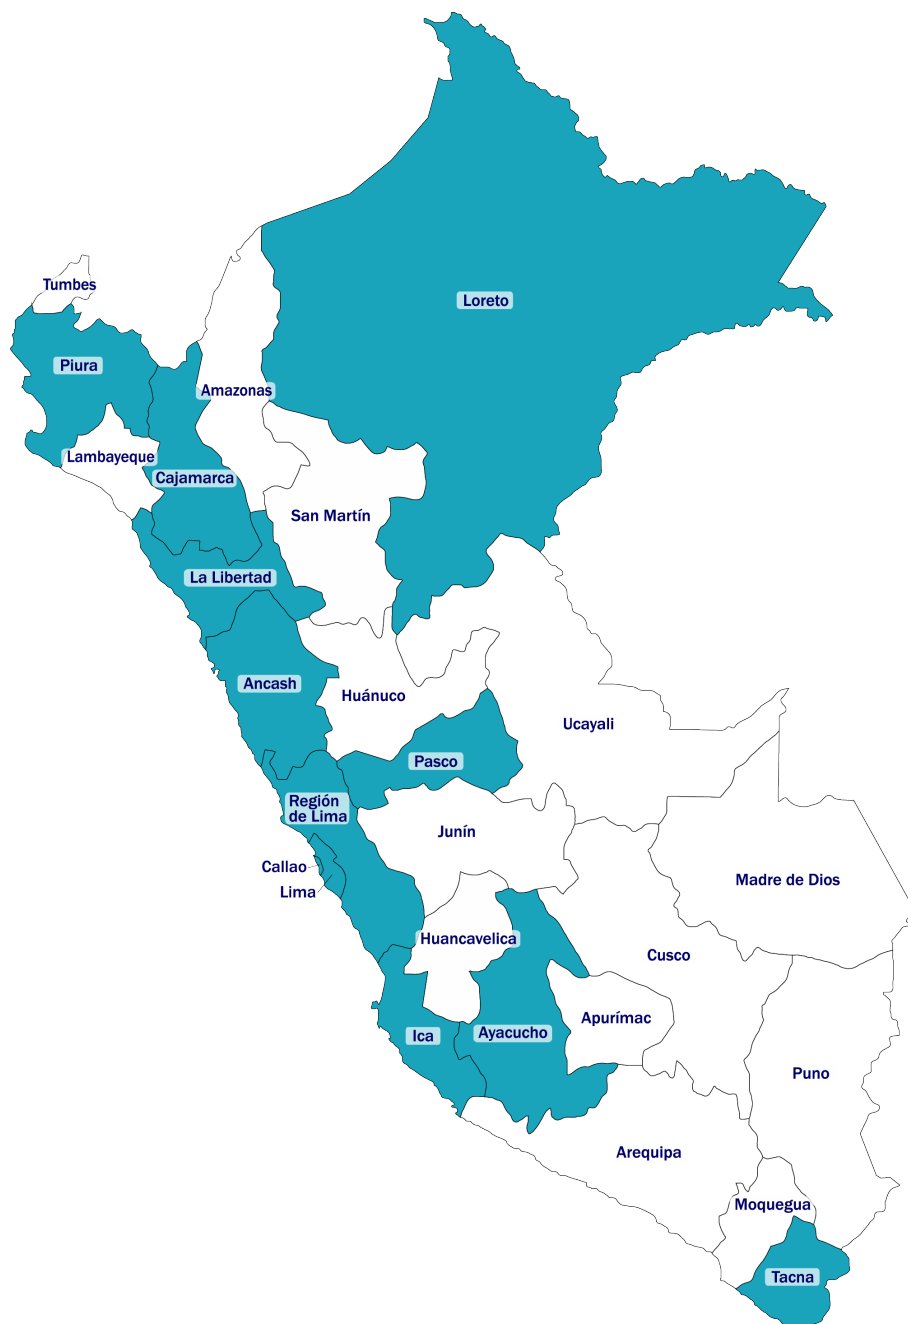 Loreto
Tumbes
Piura
Amazonas
Lambayeque
Cajamarca
San Martín
La Libertad
Ancash
Huánuco
Ucayali
Pasco
Región
de Lima
Junín
Callao
Lima
Madre de Dios
Huancavelica
Cusco
Apurímac
Ica
Ayacucho
Puno
Arequipa
Moquegua
Tacna